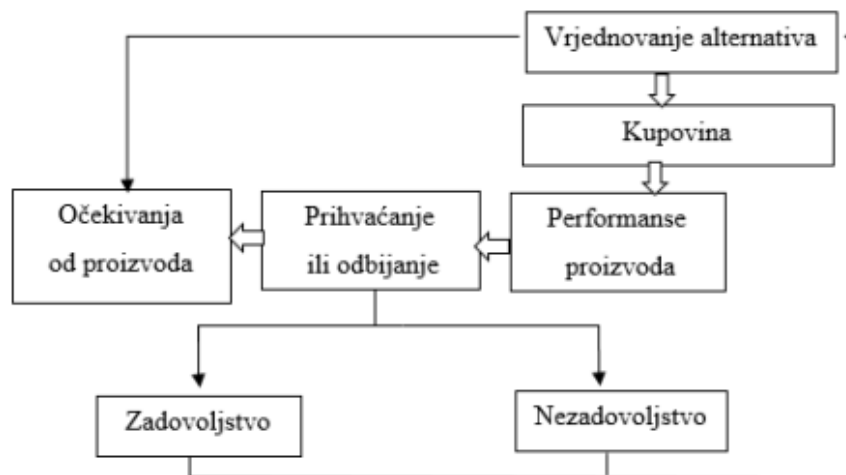 Vrjednovanje alternativa
Kupovina
Očekivanja
od proizvoda
Prihvaćanje
ili odbijanje
Performanse
proizvoda
Zadovoljstvo
Nezadovoljstvo